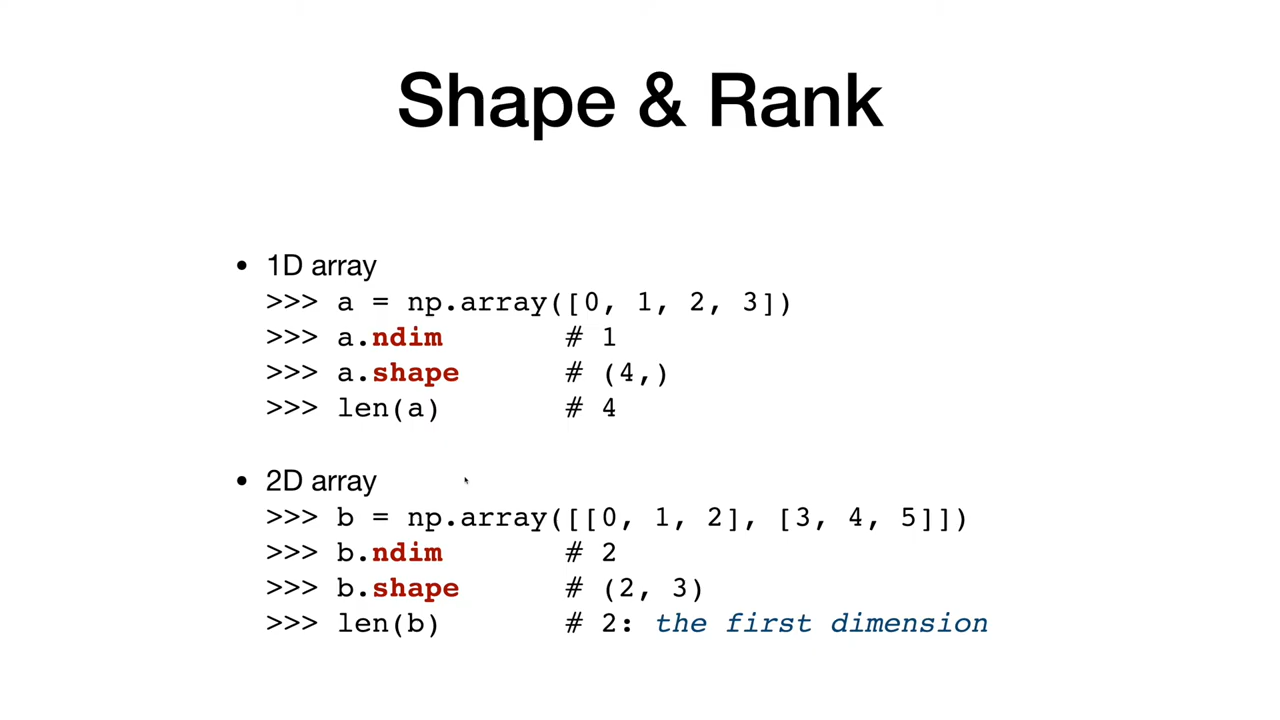 Shape & Rank
• 1D array
>>> a = np.array([0, 1, 2, 3])
>>> a.ndim # 1
>>> a.shape # (4,)
>>> len(a) # 4
• 2D array
>>> b = np.array([[0, 1, 2], [3, 4, 5]])
>>> b.ndim # 2
>>> b.shape # (2, 3)
>>> len(b) # 2: the first dimension